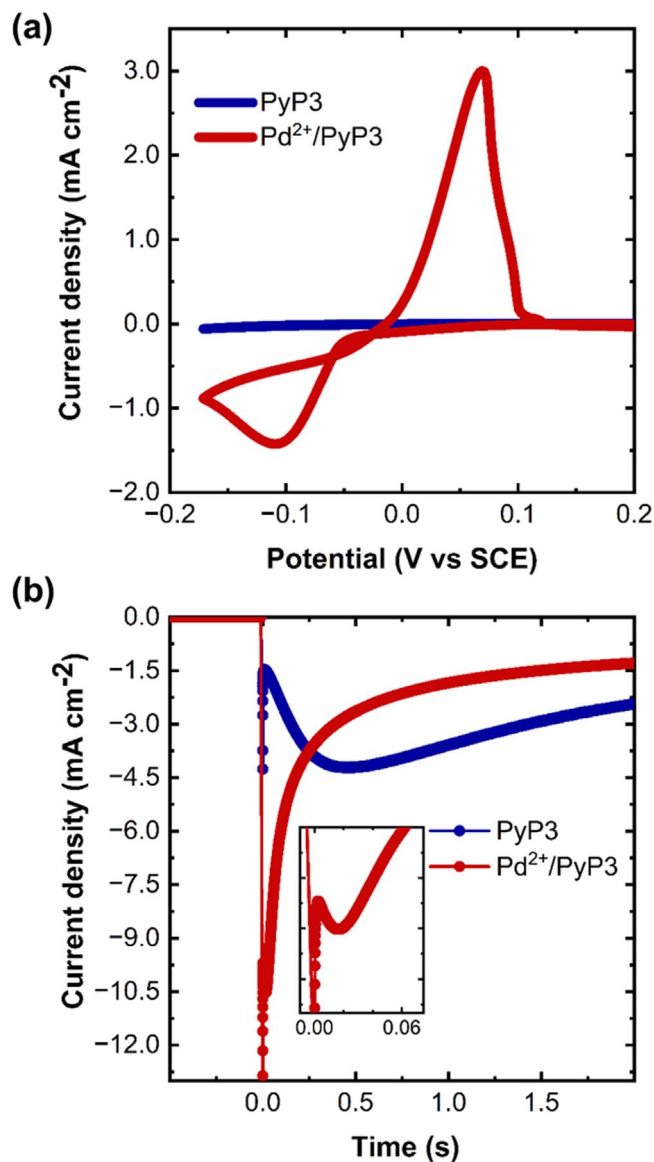 (a)
Current density (mA cm⁻²)
3.0
2.0
1.0
0.0
−1.0
−2.0
PyP3
Pd²⁺/PyP3
−0.2
−0.1
0.0
0.1
0.2
Potential (V vs SCE)
(b)
Current density (mA cm⁻²)
0.0
−1.5
−3.0
−4.5
−6.0
−7.5
−9.0
−10.5
−12.0
PyP3
Pd²⁺/PyP3
0.00
0.06
0.0
0.5
1.0
1.5
Time (s)